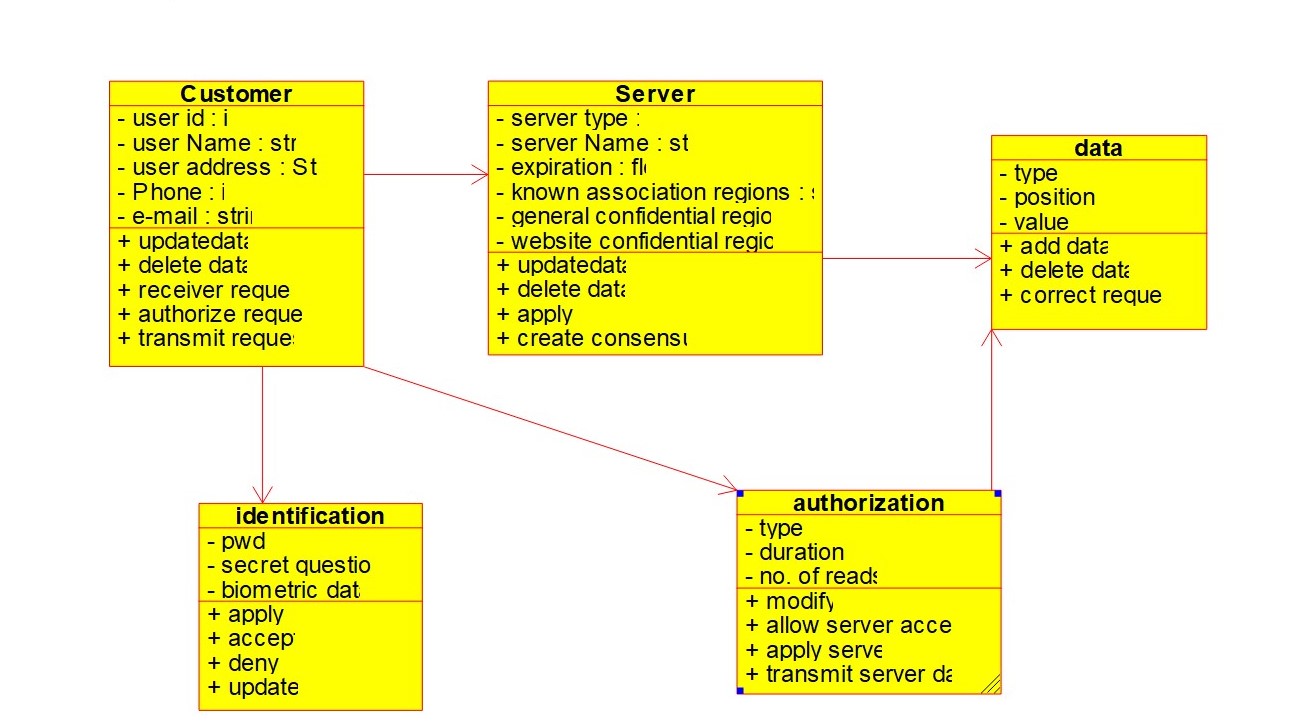 Customer
- user id : i
- user Name : str
- user address : St
- Phone : i
- e-mail : stri
+ updatedata
+ delete data
+ receiver reque
+ authorize reque
+ transmit reques
Server
- server type :
- server Name : st
- expiration : flo
- known association regions : s
- general confidential regio
- website confidential regio
+ updatedata
+ delete data
+ apply
+ create consensu
data
- type
- position
- value
+ add data
+ delete data
+ correct reque
identification
- pwd
- secret questio
- biometric data
+ apply
+ accept
+ deny
+ update
authorization
- type
- duration
- no. of reads
+ modify
+ allow server acce
+ apply serve
+ transmit server da